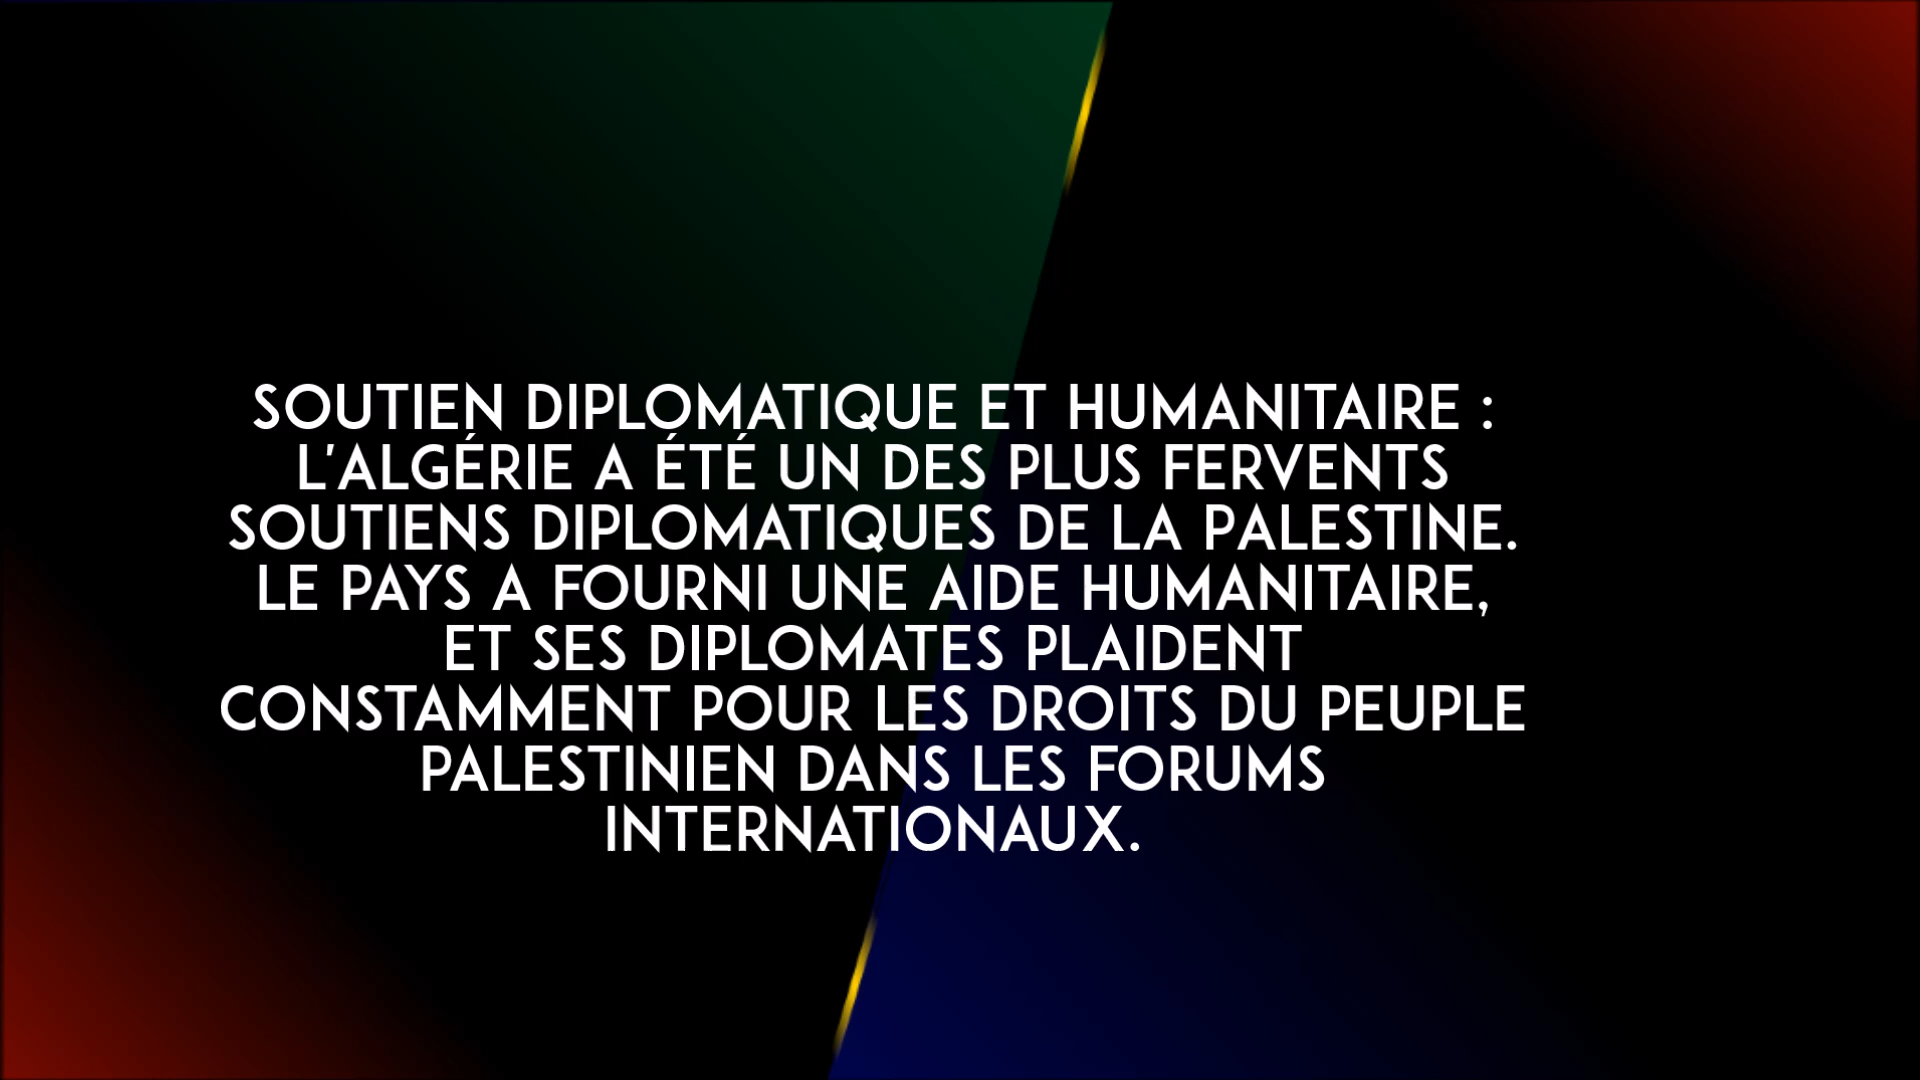 SOUTIEN DIPLOMATIQUE ET HUMANITAIRE :
L'ALGÉRIE A ÉTÉ UN DES PLUS FERVENTS
SOUTIENS DIPLOMATIQUES DE LA PALESTINE.
LE PAYS A FOURNI UNE AIDE HUMANITAIRE,
ET SES DIPLOMATES PLAIDENT
CONSTAMMENT POUR LES DROITS DU PEUPLE
PALESTINIEN DANS LES FORUMS
INTERNATIONAUX.